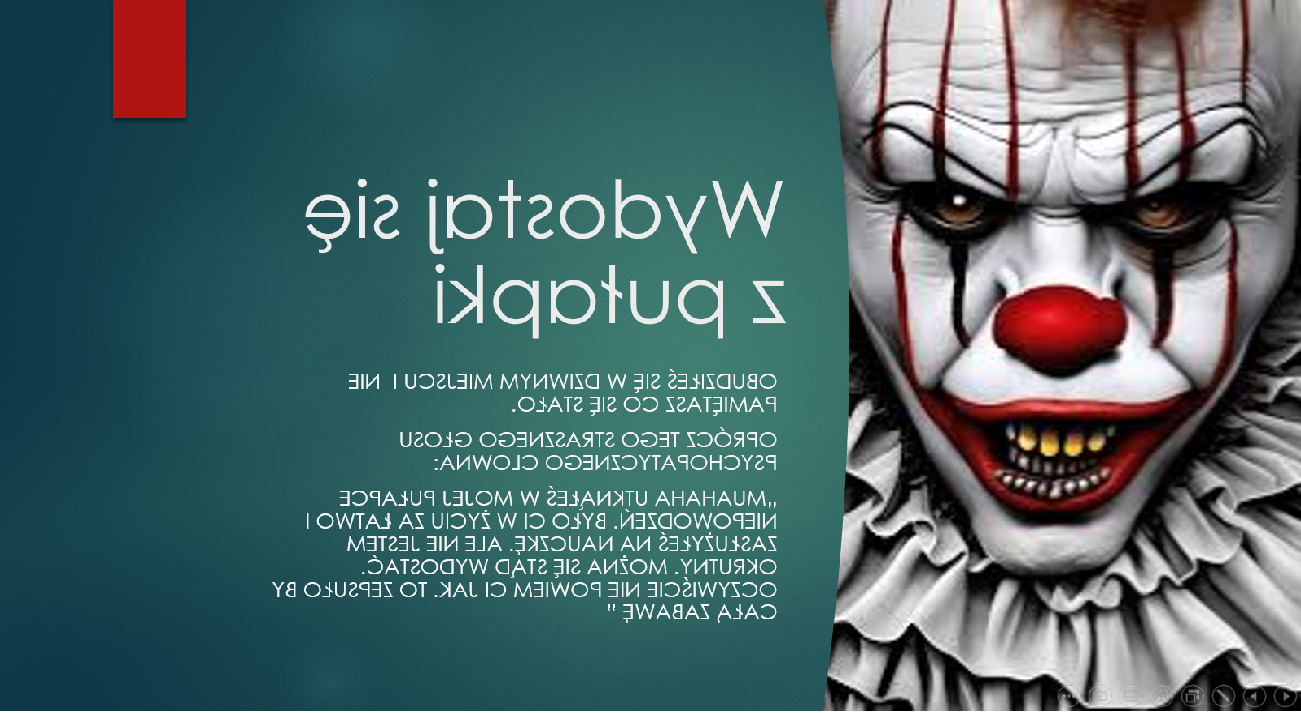 Wydostaj się
z pułapki
OBUDZIŁEŚ SIĘ W DZIWNYM MIEJSCU I NIE
PAMIĘTASZ CO SIĘ STAŁO.
OPRÓCZ TEGO STRASZNEGO GŁOSU
PSYCHOPATYCZNEGO CLOWNA:
„MUAHAHA UTKNĄŁEŚ W MOJEJ PUŁAPCE
NIEPOWODZEŃ. BYŁO CI W ŻYCIU ZA ŁATWO I
ZASŁUŻYŁEŚ NA NAUCZKĘ. ALE NIE JESTEM
OKRUTNY. MOŻNA SIĘ STĄD WYDOSTAĆ.
OCZYWIŚCIE NIE POWIEM CI JAK. TO ZEPSUŁO BY
CAŁĄ ZABAWĘ "